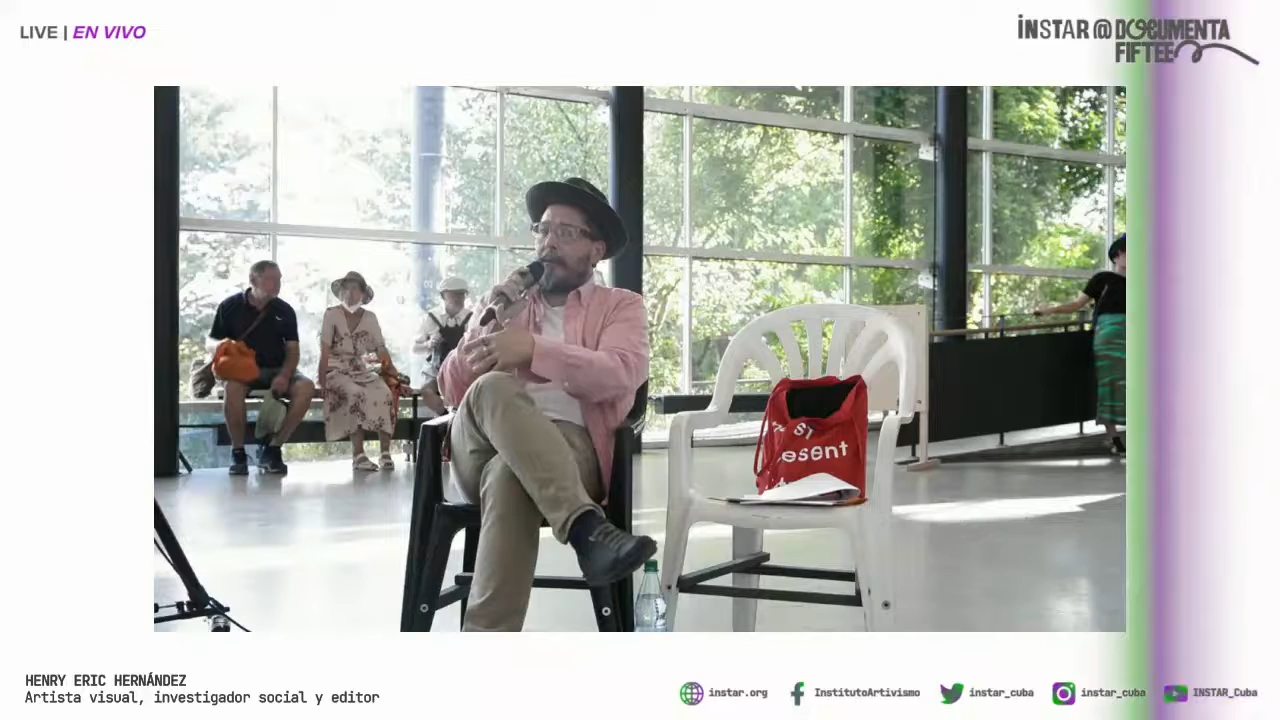 LIVE | EN VIVO
INSTAR @ DOCUMENTA
FIFTEEN
esent
HENRY ERIC HERNÁNDEZ
Artista visual, investigador social y editor
instar.org
InstitutoArtivismo
instar_cuba
instar_cuba
INSTAR_Cuba